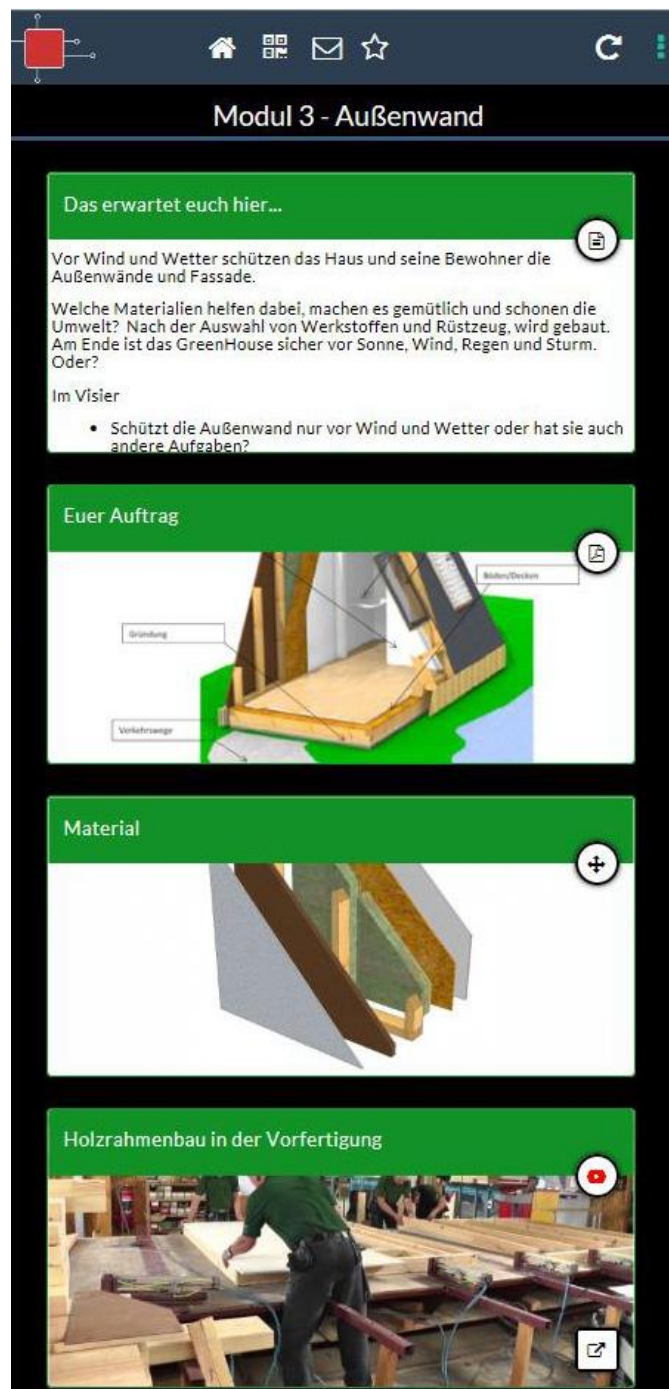 Modul 3 - Außenwand
Das erwartet euch hier...
Vor Wind und Wetter schützen das Haus und seine Bewohner die
Außenwände und Fassade.
Welche Materialien helfen dabei, machen es gemütlich und schonen die
Umwelt? Nach der Auswahl von Werkstoffen und Rüstzeug, wird gebaut.
Am Ende ist das GreenHouse sicher vor Sonne, Wind, Regen und Sturm.
Oder?
Im Visier
• Schützt die Außenwand nur vor Wind und Wetter oder hat sie auch
andere Aufgaben?
Euer Auftrag
Böden/Decken
Gründung
Verkehrswege
Material
Holzrahmenbau in der Vorfertigung